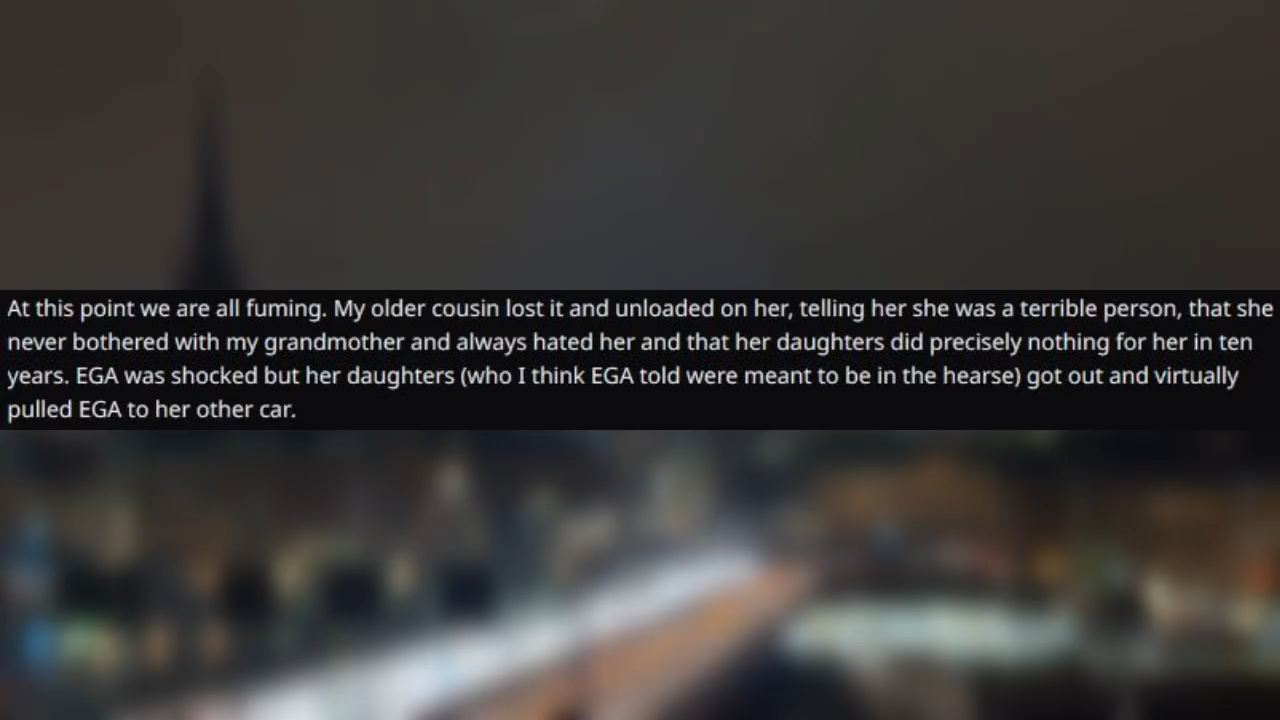 At this point we are all fuming. My older cousin lost it and unloaded on her, telling her she was a terrible person, that she
never bothered with my grandmother and always hated her and that her daughters did precisely nothing for her in ten
years. EGA was shocked but her daughters (who I think EGA told were meant to be in the hearse) got out and virtually
pulled EGA to her other car.